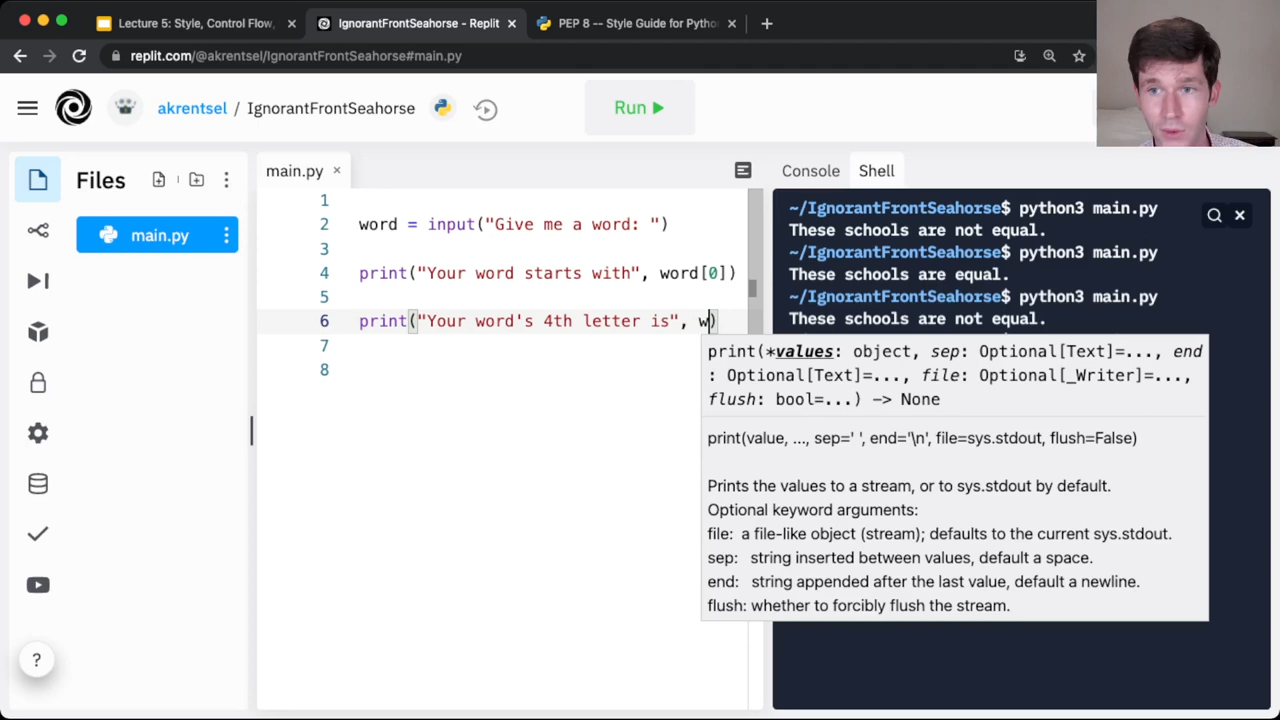 Lecture 5: Style, Control Flow,
IgnorantFrontSeahorse - Replit
PEP 8 -- Style Guide for Pytho
replit.com/@akrentsel/IgnorantFrontSeahorse#main.py
akrentsel / IgnorantFrontSeahorse
Run
Files
main.py
main.py
1
2 word = input("Give me a word: ")
3
4 print("Your word starts with", word[0])
5
6 print("Your word's 4th letter is", w)
7
8
print(*values: object, sep: Optional[Text]=..., end
: Optional[Text]=..., file: Optional[_Writer]=...,
flush: bool=...) -> None
print(value, ..., sep=' ', end='\n', file=sys.stdout, flush=False)
Prints the values to a stream, or to sys.stdout by default.
Optional keyword arguments:
file: a file-like object (stream); defaults to the current sys.stdout.
sep: string inserted between values, default a space.
end: string appended after the last value, default a newline.
flush: whether to forcibly flush the stream.
Console
Shell
~/IgnorantFrontSeahorse$ python3 main.py
These schools are not equal.
~/IgnorantFrontSeahorse$ python3 main.py
These schools are equal.
~/IgnorantFrontSeahorse$ python3 main.py
These schools are not equal.
?